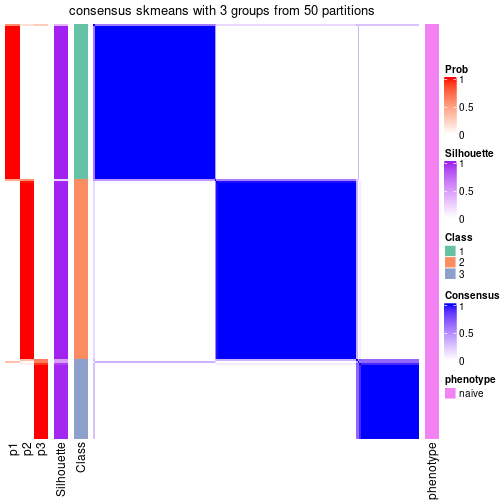 consensus skmeans with 3 groups from 50 partitions
Prob
1
0.5
0
Silhouette
1
0.5
0
Class
1
2
3
Consensus
1
0.5
0
phenotype
naive
p1
p2
p3
Silhouette
Class
phenotype